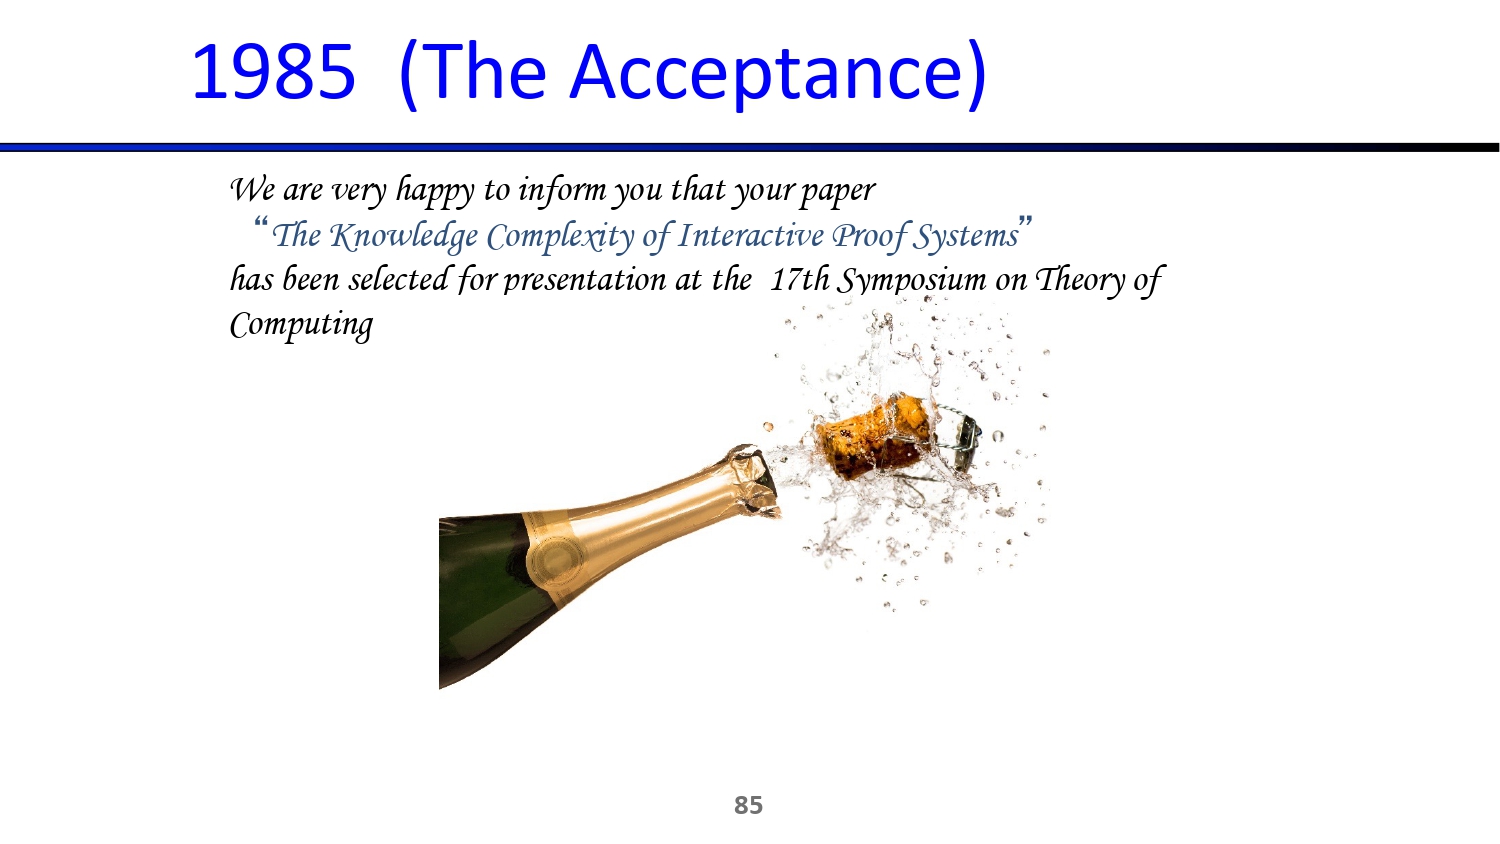 1985  (The Acceptance)
We are very happy to inform you that your paper
“The Knowledge Complexity of Interactive Proof Systems”
has been selected for presentation at the  17th Symposium on Theory of
Computing
85